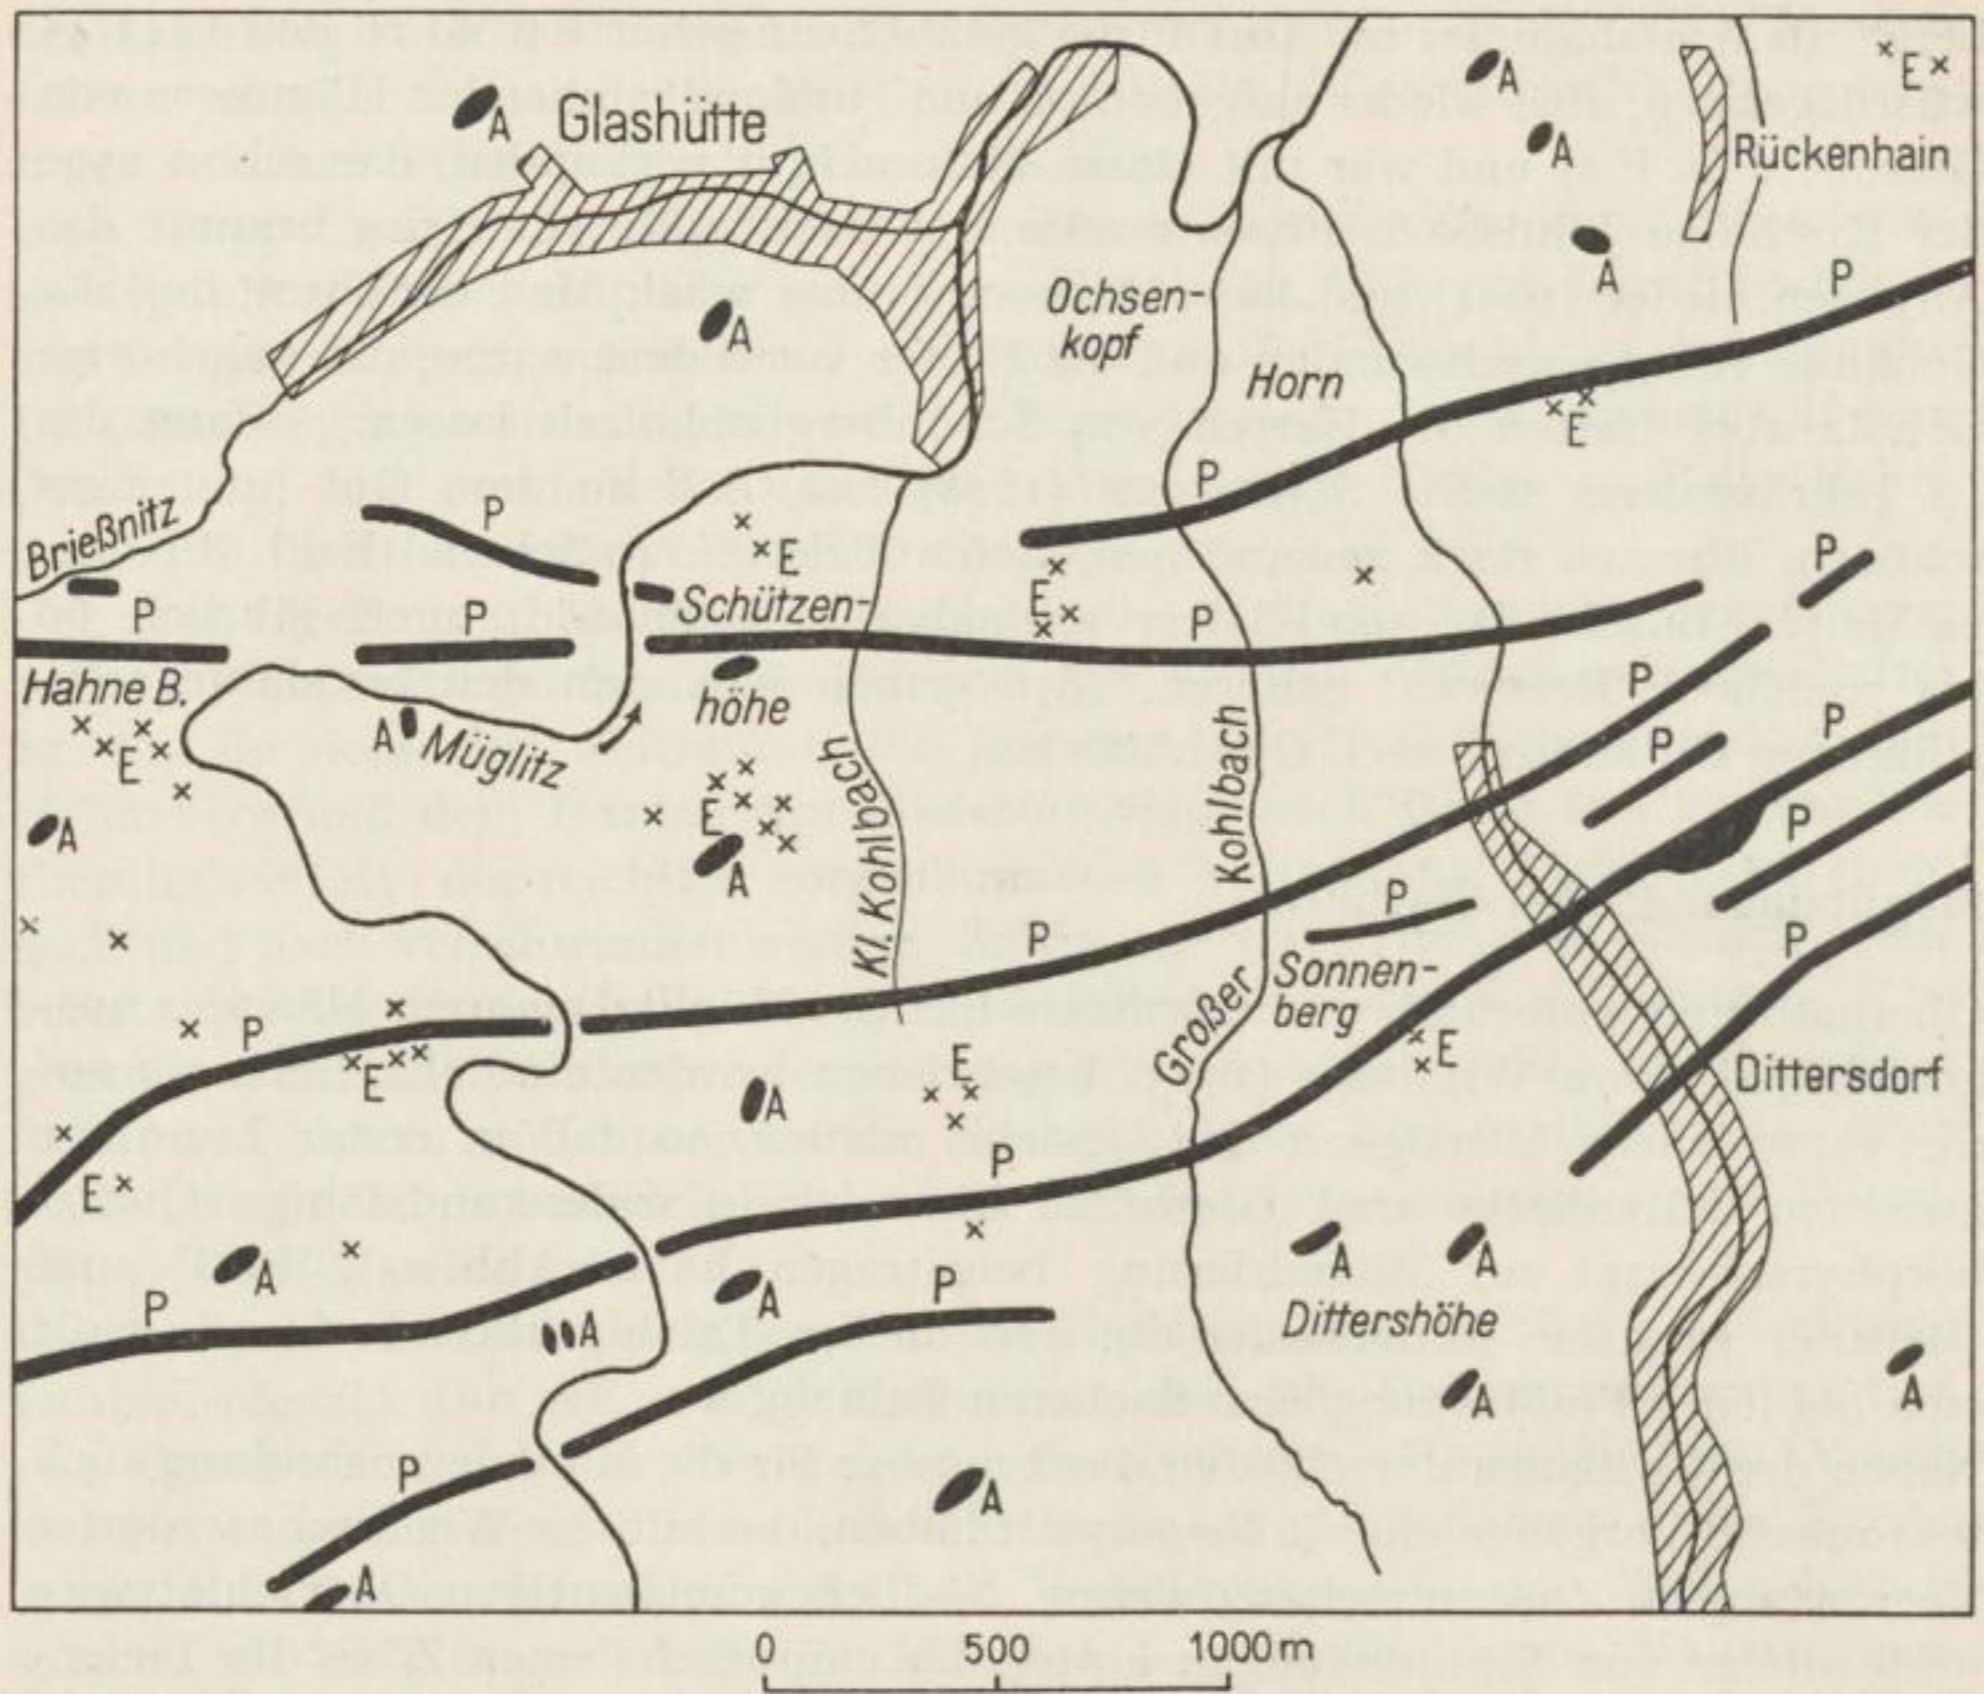 A
Glashütte
A
E
A
Rückenhain
A
P
A
Ochsen-
kopf
Horn
E
P
P
Brießnitz
E
P
E
P
P
P
Schützen-
P
Hahne B.
höhe
P
P
A
Müglitz
P
E
E
A
A
Kl. Kohlbach
Großer Kohlbach
P
P
P
Sonnen-
berg
P
E
E
E
Dittersdorf
A
P
E
A
A
A
P
A
P
A
Dittershöhe
A
A
P
A
A
0 500 1000 m